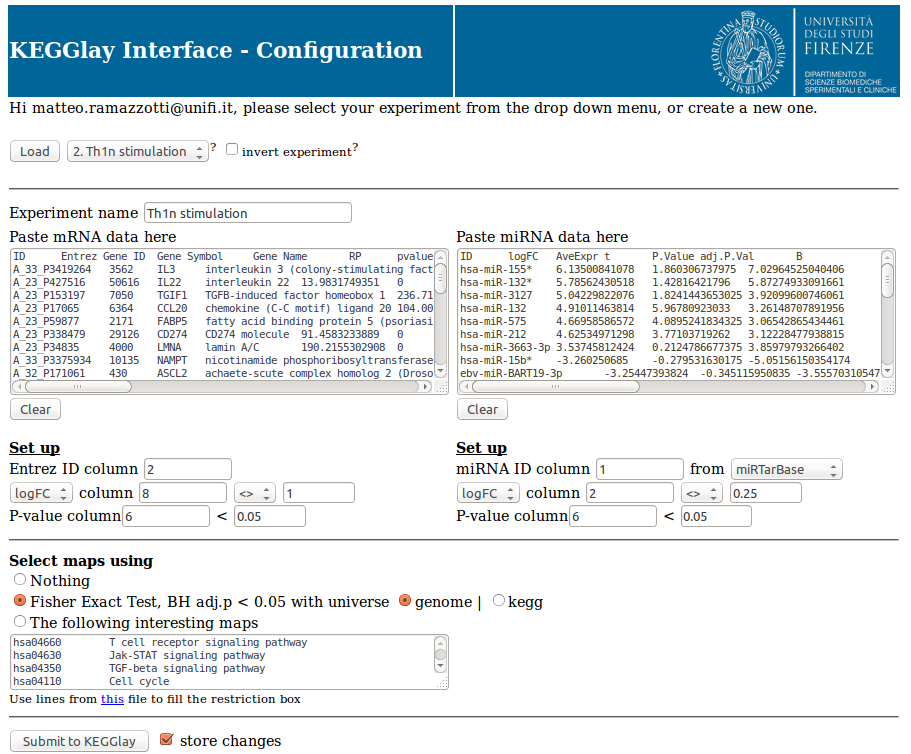 KEGGlay Interface - Configuration
UNIVERSITÀ
DEGLI STUDI
FIRENZE
DIPARTIMENTO DI
SCIENZE BIOMEDICHE
SPERIMENTALI E CLINICHE
Hi matteo.ramazzotti@unifi.it, please select your experiment from the drop down menu, or create a new one.
Load 2. Th1n stimulation ? invert experiment?
Experiment name Th1n stimulation
Paste mRNA data here
ID Entrez Gene ID Gene Symbol Gene Name RP pvalue
A_33_P3419264 3562 IL3 interleukin 3 (colony-stimulating fact
A_23_P427516 50616 IL22 interleukin 22 13.9831749351 0
A_23_P153197 7050 TGIF1 TGFB-induced factor homeobox 1 236.71
A_23_P17065 6364 CCL20 chemokine (C-C motif) ligand 20 104.00
A_23_P59877 2171 FABP5 fatty acid binding protein 5 (psoriasi
A_23_P338479 29126 CD274 CD274 molecule 91.4583233889 0
A_23_P34835 4000 LMNA lamin A/C 190.2155302908 0
A_33_P3375934 10135 NAMPT nicotinamide phosphoribosyltransferase
A_32_P171061 430 ASCL2 achaete-scute complex homolog 2 (Droso
Clear
Paste miRNA data here
ID logFC AveExpr t P.Value adj.P.Val B
hsa-miR-155* 6.13500841078 1.860306737975 7.02964525040406
hsa-miR-132* 5.78562430518 1.42816421796 5.87274933091661
hsa-miR-3127 5.04229822076 1.8241443653025 3.92099600746061
hsa-miR-132 4.91011463814 5.96780923033 3.26148707891956
hsa-miR-575 4.66958586572 4.0895241834325 3.06542865434461
hsa-miR-212 4.62534971298 3.77103719262 3.12228477938815
hsa-miR-3663-3p 3.53745812424 0.2124786677375 3.85979793266402
hsa-miR-15b* -3.260250685 -0.279531630175 -5.05156150354174
ebv-miR-BART19-3p -3.25447393824 -0.345115950835 -3.55570310547
Clear
Set up
Entrez ID column 2
logFC column 8 <> 1
P-value column 6 < 0.05
Set up
miRNA ID column 1 from miRTarBase
logFC column 2 <> 0.25
P-value column 6 < 0.05
Select maps using
Nothing
Fisher Exact Test, BH adj.p < 0.05 with universe genome | kegg
The following interesting maps
hsa04660 T cell receptor signaling pathway
hsa04630 Jak-STAT signaling pathway
hsa04350 TGF-beta signaling pathway
hsa04110 Cell cycle
Use lines from this file to fill the restriction box
Submit to KEGGlay store changes